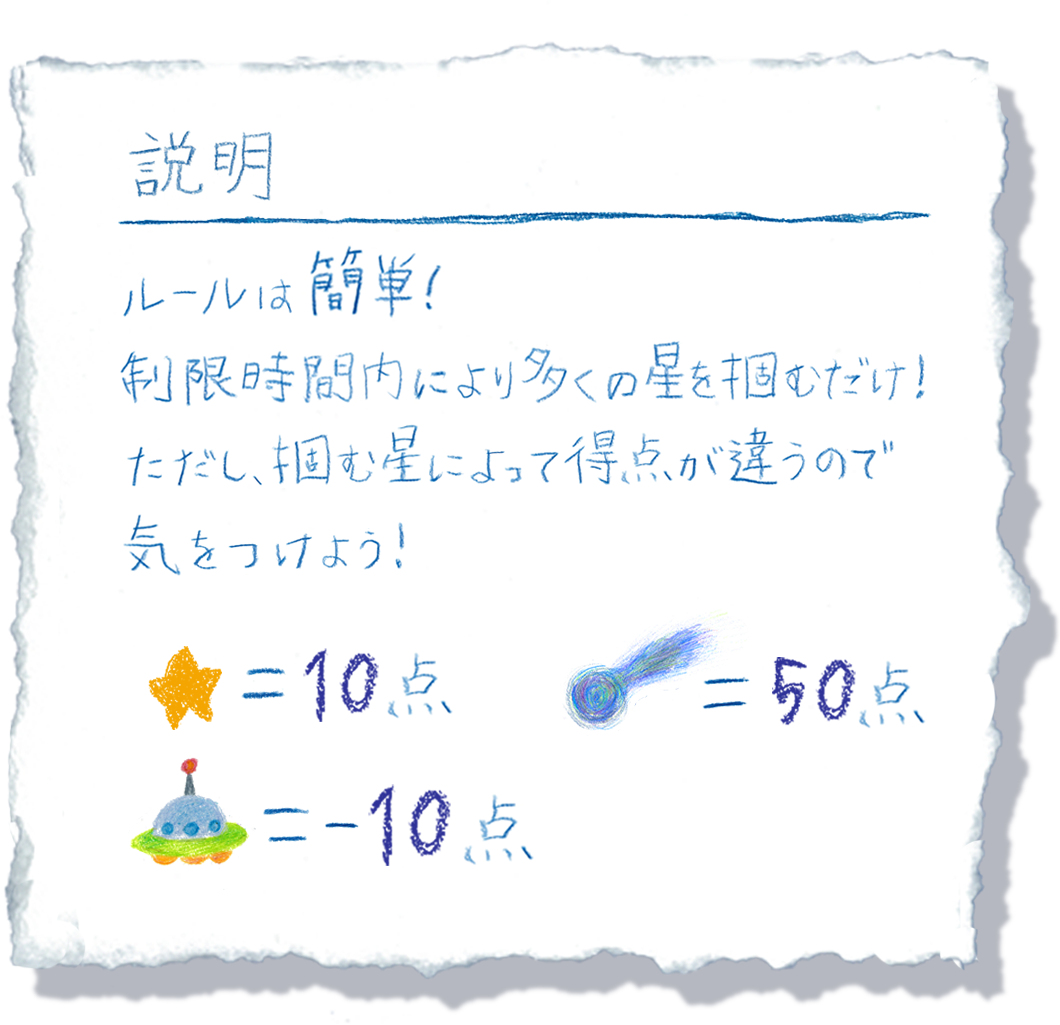 説明
ルールは簡単!
制限時間内により多くの星を掴むだけ!
ただし、掴む星によって得点が違うので
気をつけよう!
=10点 =50点
=-10点